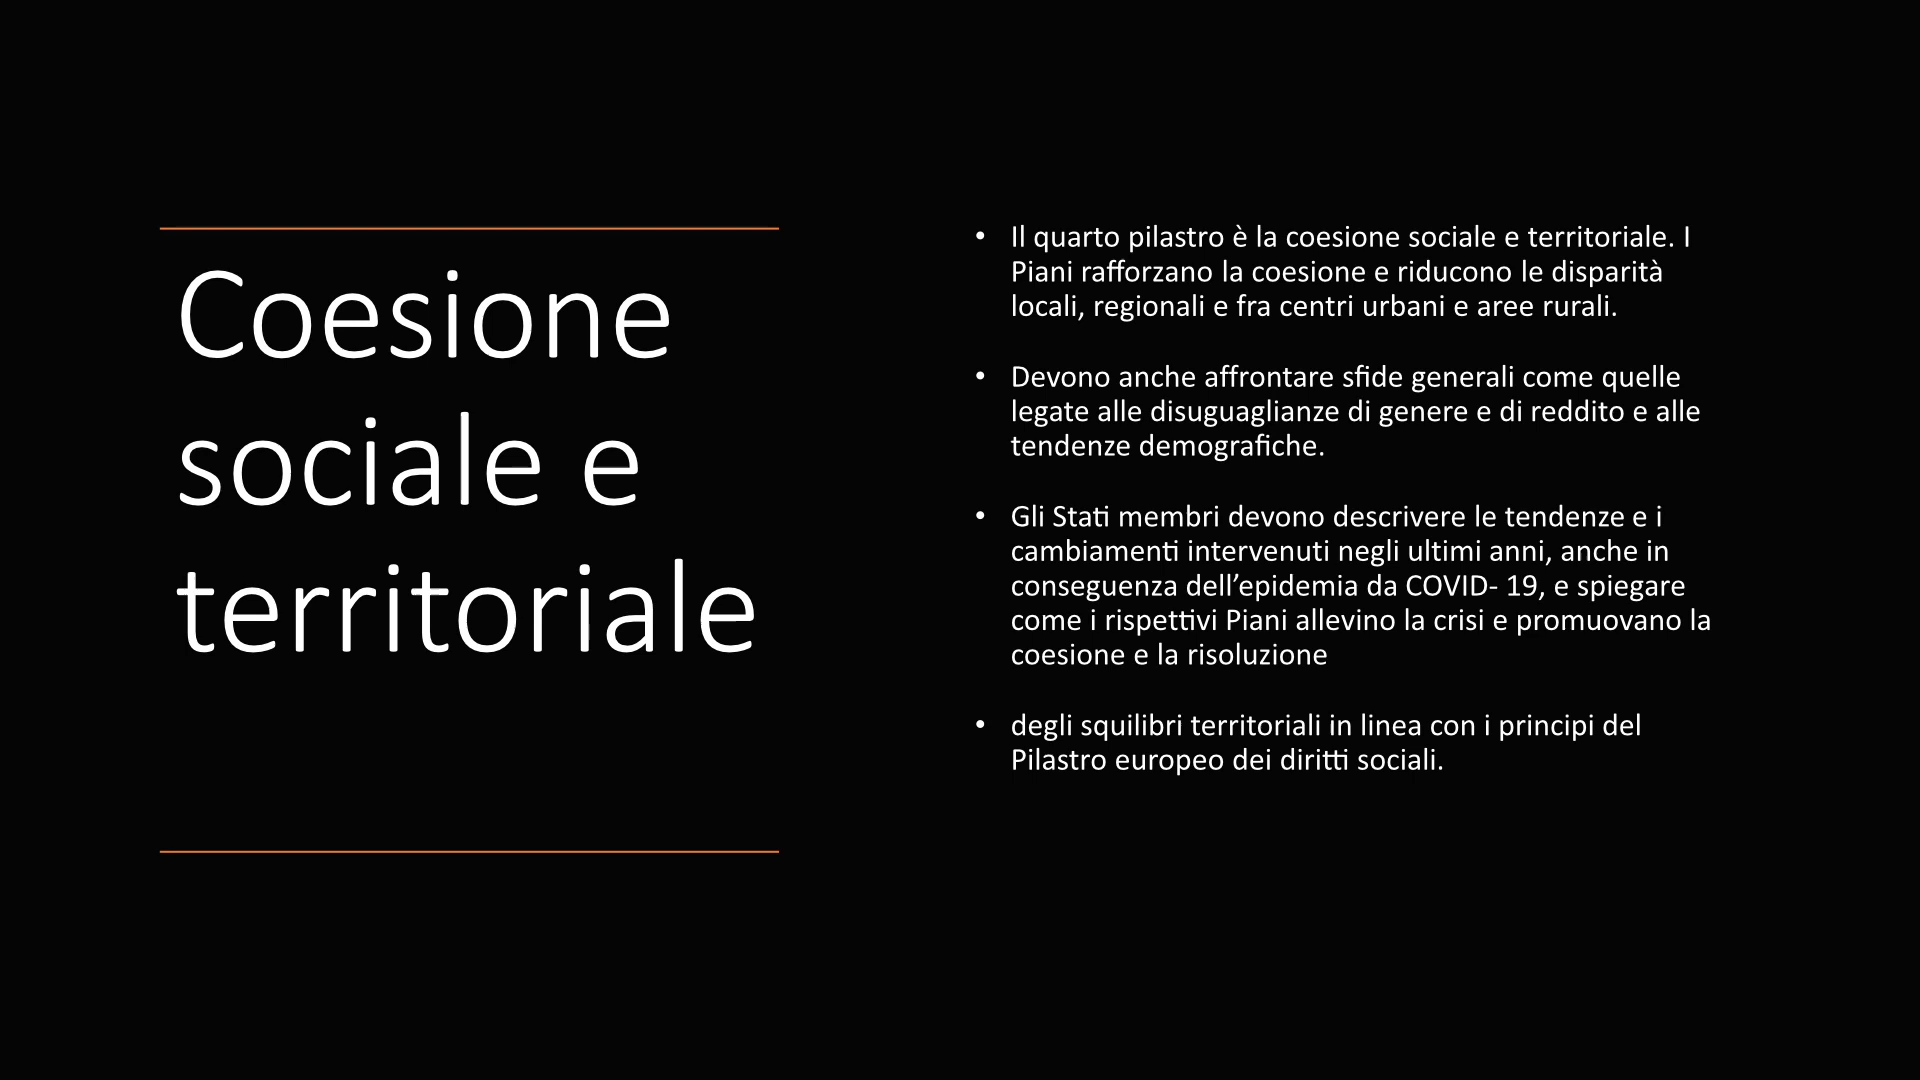 Coesione
sociale e
territoriale
• Il quarto pilastro è la coesione sociale e territoriale. I
Piani rafforzano la coesione e riducono le disparità
locali, regionali e fra centri urbani e aree rurali.
• Devono anche affrontare sfide generali come quelle
legate alle disuguaglianze di genere e di reddito e alle
tendenze demografiche.
• Gli Stati membri devono descrivere le tendenze e i
cambiamenti intervenuti negli ultimi anni, anche in
conseguenza dell’epidemia da COVID- 19, e spiegare
come i rispettivi Piani allevino la crisi e promuovano la
coesione e la risoluzione
• degli squilibri territoriali in linea con i principi del
Pilastro europeo dei diritti sociali.